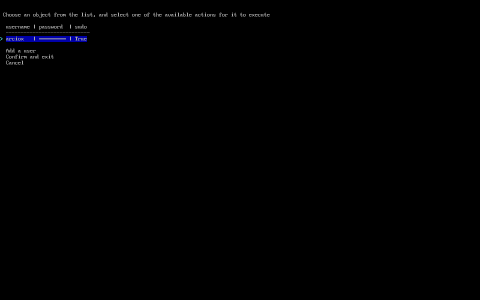 Choose an object from the list, and select one of the available actions for it to execute
username | password | sudo
> arciox | ********* | True
Add a user
Confirm and exit
Cancel